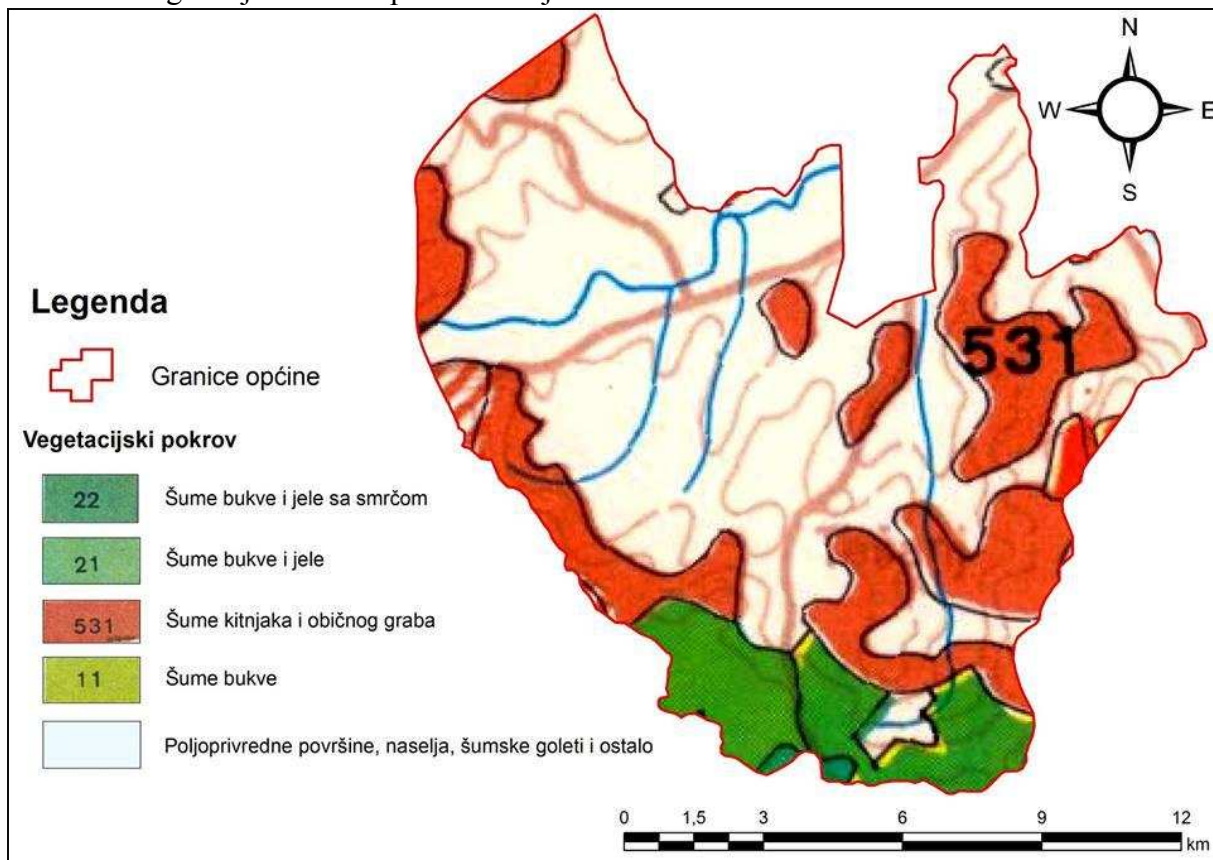 N
W E
S
Legenda
Granice općine
Vegetacijski pokrov
22 Šume bukve i jele sa smrčom
21 Šume bukve i jele
531 Šume kitnjaka i običnog graba
11 Šume bukve
Poljoprivredne površine, naselja, šumske goleti i ostalo
531
0 1,5 3 6 9 12
km